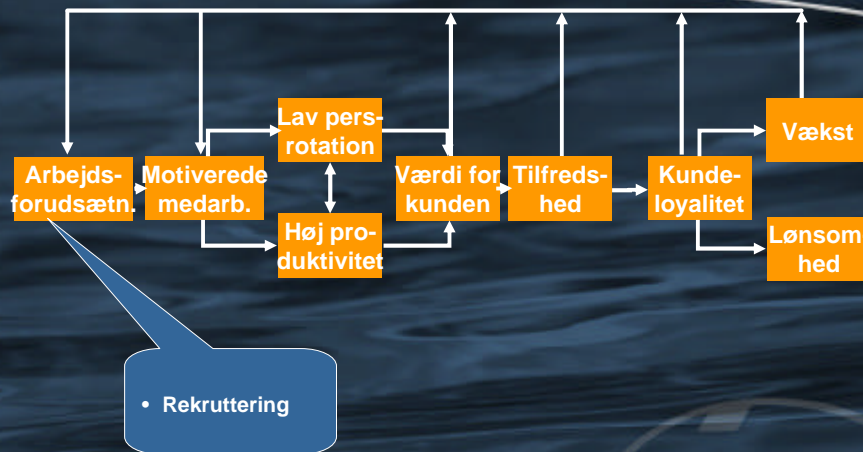 Lav pers-
rotation
Vækst
Arbejds-
forudsætn.
Motiverede
medarb.
Værdi for
kunden
Tilfreds-
hed
Kunde-
loyalitet
Høj pro-
duktivitet
Lønsom
hed
• Rekruttering